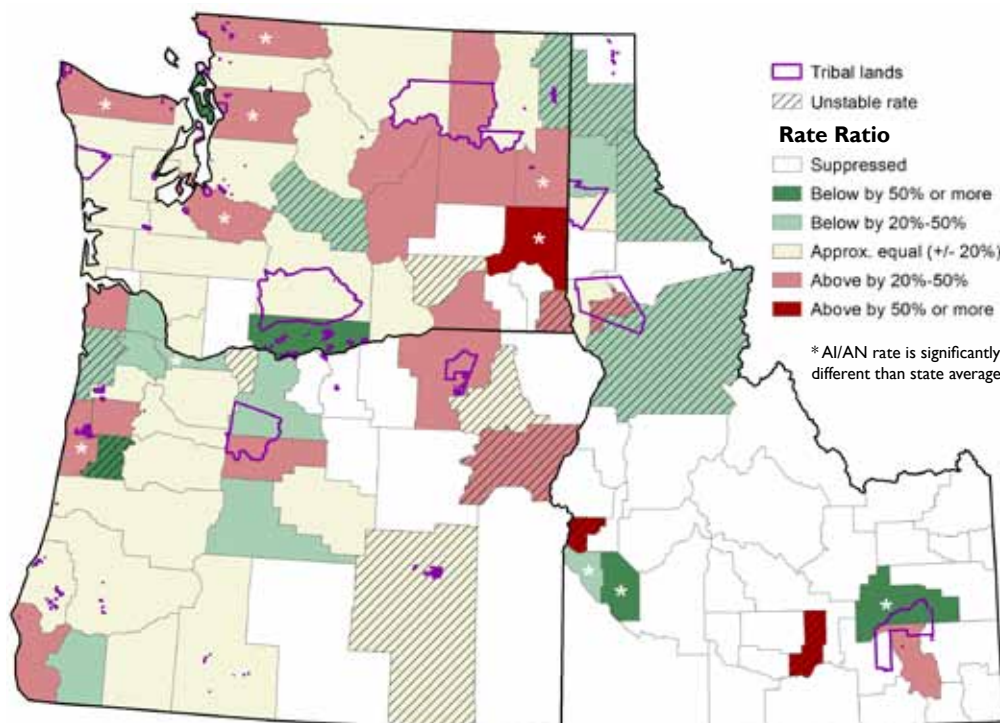 Tribal lands
Unstable rate
Rate Ratio
Suppressed
Below by 50% or more
Below by 20%-50%
Approx. equal (+/- 20%)
Above by 20%-50%
Above by 50% or more
* AI/AN rate is significantly
different than state average